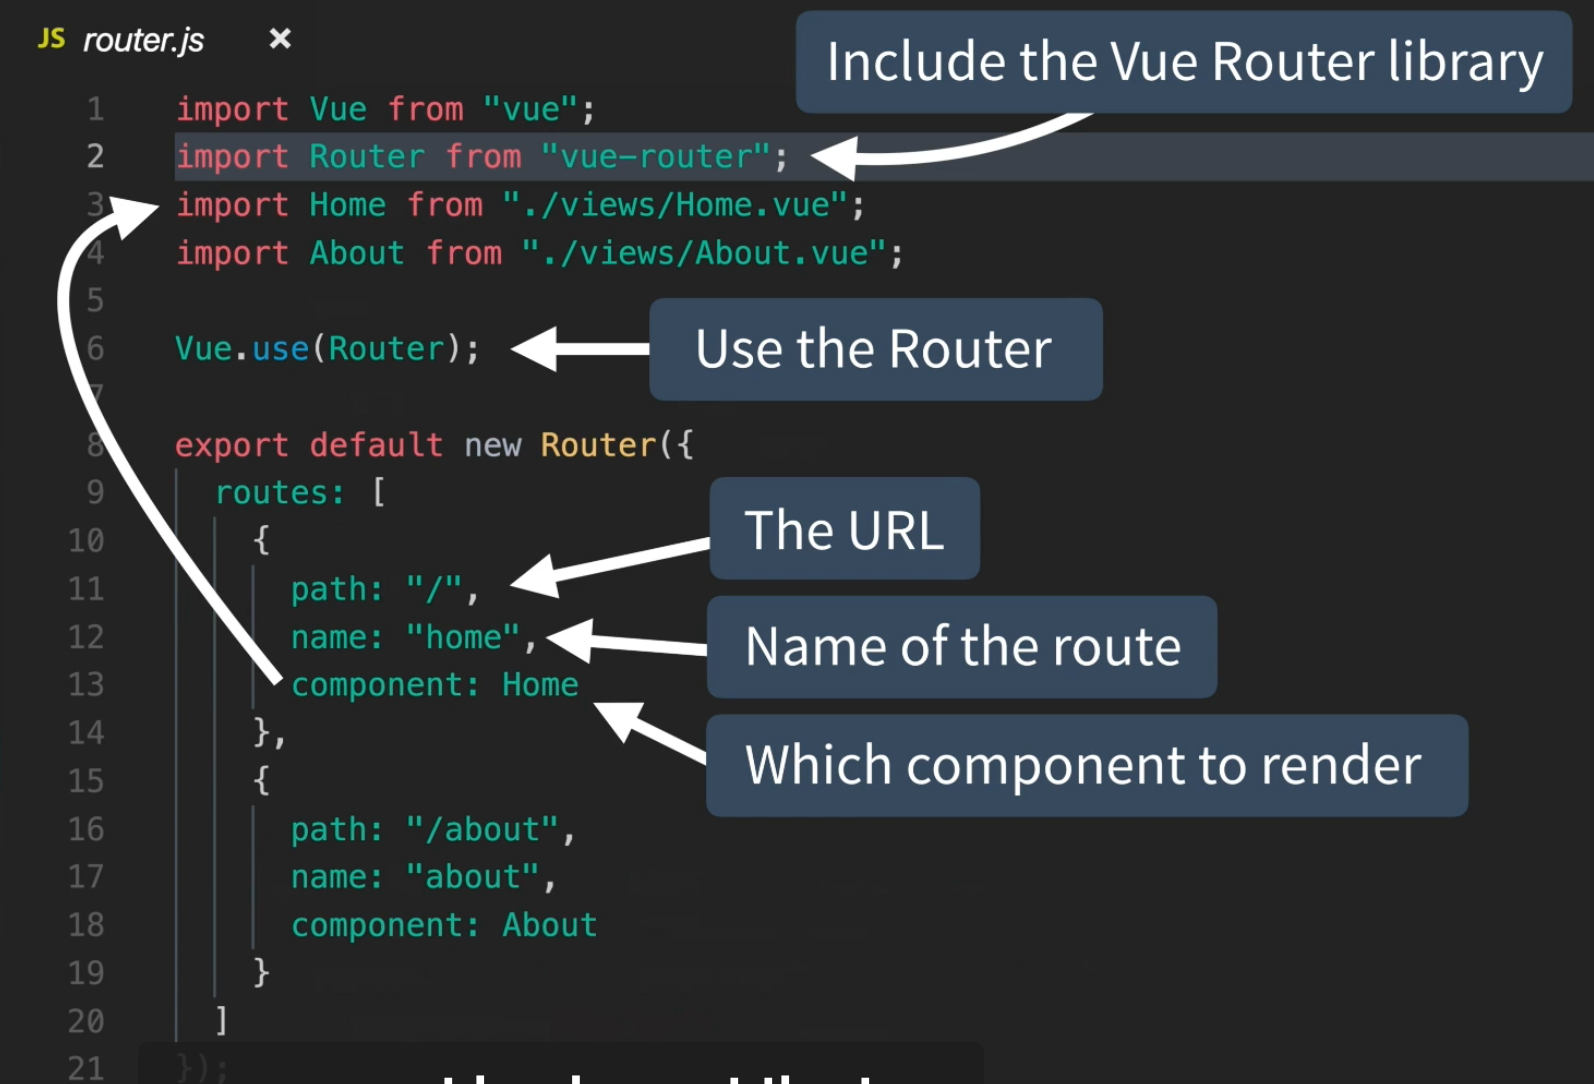 JS router.js ×
Include the Vue Router library
1 import Vue from "vue";
2 import Router from "vue-router";
3 import Home from "./views/Home.vue";
4 import About from "./views/About.vue";
5
6 Vue.use(Router);
Use the Router
7
8 export default new Router({
9 routes: [
10 {
The URL
11 path: "/",
12 name: "home",
Name of the route
13 component: Home
Which component to render
14 },
15 {
16 path: "/about",
17 name: "about",
18 component: About
19 }
20 ]
21 });